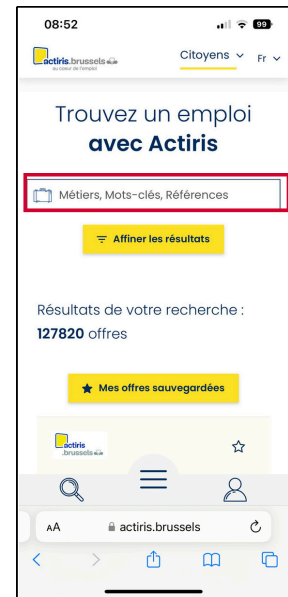 08:52
99
actiris.brussels
au coeur de l'emploi
Citoyens
Fr
Trouvez un emploi
avec Actiris
Métiers, Mots-clés, Références
Affiner les résultats
Résultats de votre recherche :
127820 offres
Mes offres sauvegardées
actiris
.brussels
AA
actiris.brussels